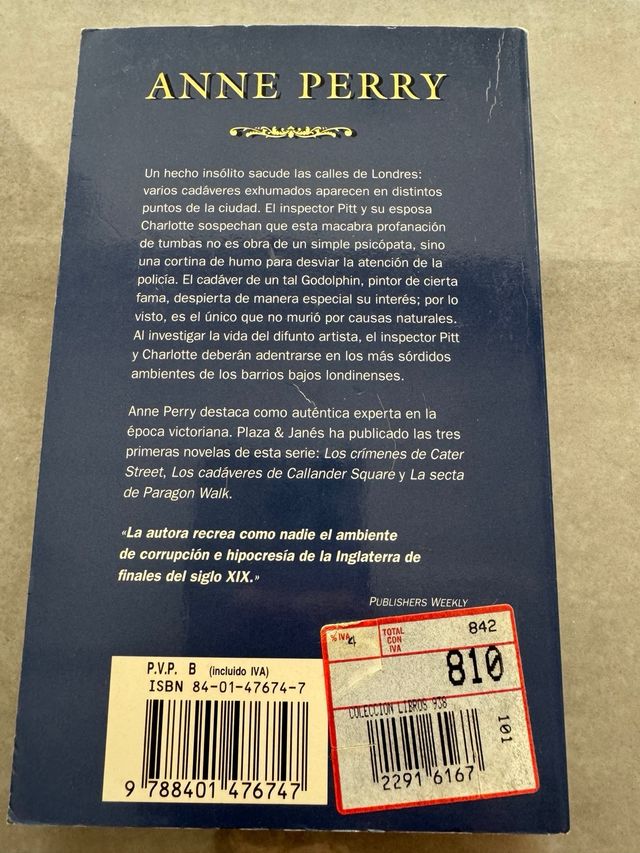 ANNE PERRY
Un hecho insólito sacude las calles de Londres:
varios cadáveres exhumados aparecen en distintos
puntos de la ciudad. El inspector Pitt y su esposa
Charlotte sospechan que esta macabra profanación
de tumbas no es obra de un simple psicópata, sino
una cortina de humo para desviar la atención de la
policía. El cadáver de un tal Godolphin, pintor de cierta
fama, despierta de manera especial su interés; por lo
visto, es el único que no murió por causas naturales.
Al investigar la vida del difunto artista, el inspector Pitt
y Charlotte deberán adentrarse en los más sórdidos
ambientes de los barrios bajos londinenses.
Anne Perry destaca como auténtica experta en la
época victoriana. Plaza & Janés ha publicado las tres
primeras novelas de esta serie: Los crímenes de Cater
Street, Los cadáveres de Callander Square y La secta
de Paragon Walk.
«La autora recrea como nadie el ambiente
de corrupción e hipocresía de la Inglaterra de
finales del siglo XIX.»
PUBLISHERS WEEKLY
P.V.P. B (incluido IVA)
ISBN 84-01-47674-7
9 788401 476747
% IVA 4 TOTAL CON IVA 842
810
COLECCION LIBROS 938
101
2291 6167